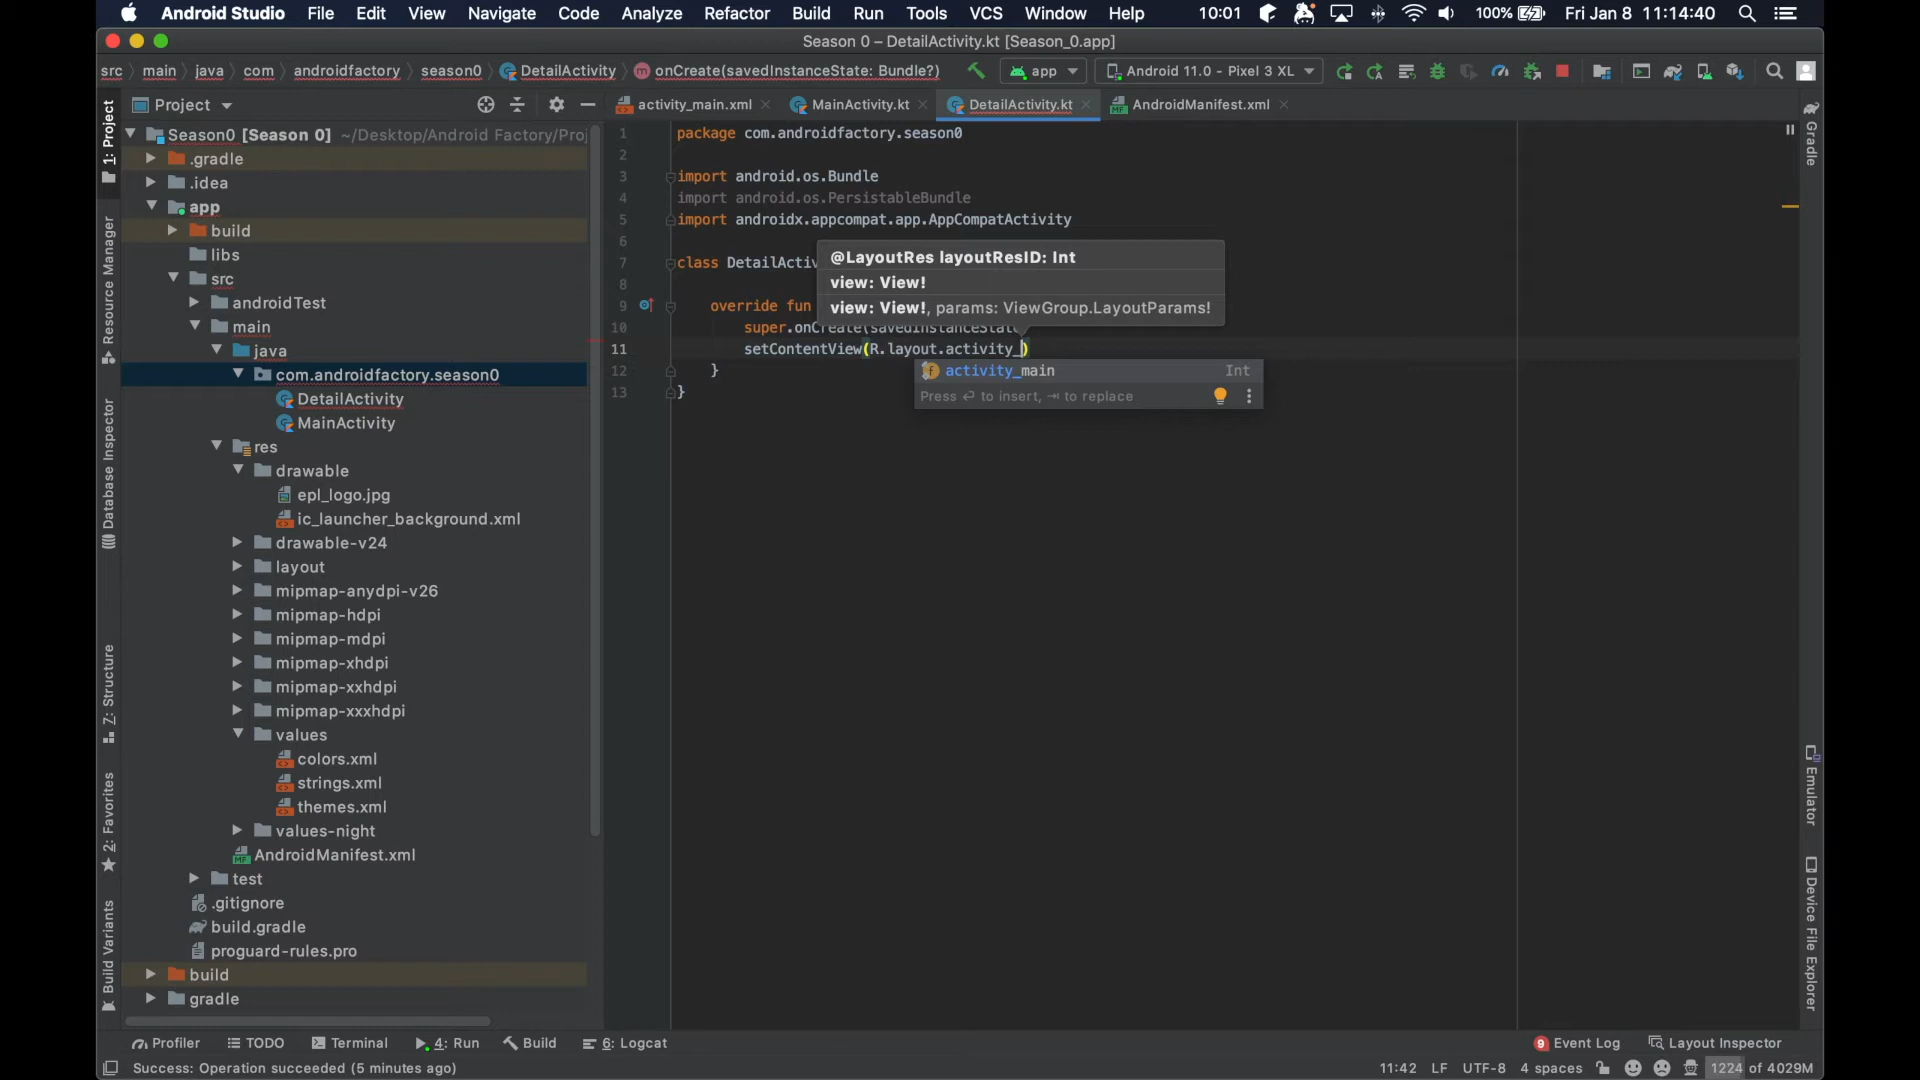 Android Studio File Edit View Navigate Code Analyze Refactor Build Run Tools VCS Window Help 10:01 100% Fri Jan 8 11:14:40
Season 0 – DetailActivity.kt [Season_0.app]
src main java com androidfactory season0 DetailActivity onCreate(savedInstanceState: Bundle?) app Android 11.0 - Pixel 3 XL
Project
activity_main.xml MainActivity.kt DetailActivity.kt AndroidManifest.xml
Season0 [Season 0] ~/Desktop/Android Factory/Proj
.gradle
.idea
app
build
libs
src
androidTest
main
java
com.androidfactory.season0
DetailActivity
MainActivity
res
drawable
epl_logo.jpg
ic_launcher_background.xml
drawable-v24
layout
mipmap-anydpi-v26
mipmap-hdpi
mipmap-mdpi
mipmap-xhdpi
mipmap-xxhdpi
mipmap-xxxhdpi
values
colors.xml
strings.xml
themes.xml
values-night
AndroidManifest.xml
test
.gitignore
build.gradle
proguard-rules.pro
build
gradle
1 package com.androidfactory.season0
2
3 import android.os.Bundle
4 import android.os.PersistableBundle
5 import androidx.appcompat.app.AppCompatActivity
6
7 class DetailActiv
8
9 override fun
10 super.onCreate(savedInstanceState
11 setContentView(R.layout.activity_)
12 }
13 }
@LayoutRes layoutResID: Int
view: View!
view: View!, params: ViewGroup.LayoutParams!
activity_main Int
Press ⏎ to insert, ⇥ to replace
1: Project
Resource Manager
Database Inspector
Z: Structure
2: Favorites
Build Variants
Gradle
Emulator
Device File Explorer
Profiler TODO Terminal 4: Run Build 6: Logcat 9 Event Log Layout Inspector
Success: Operation succeeded (5 minutes ago) 11:42 LF UTF-8 4 spaces 1224 of 4029M